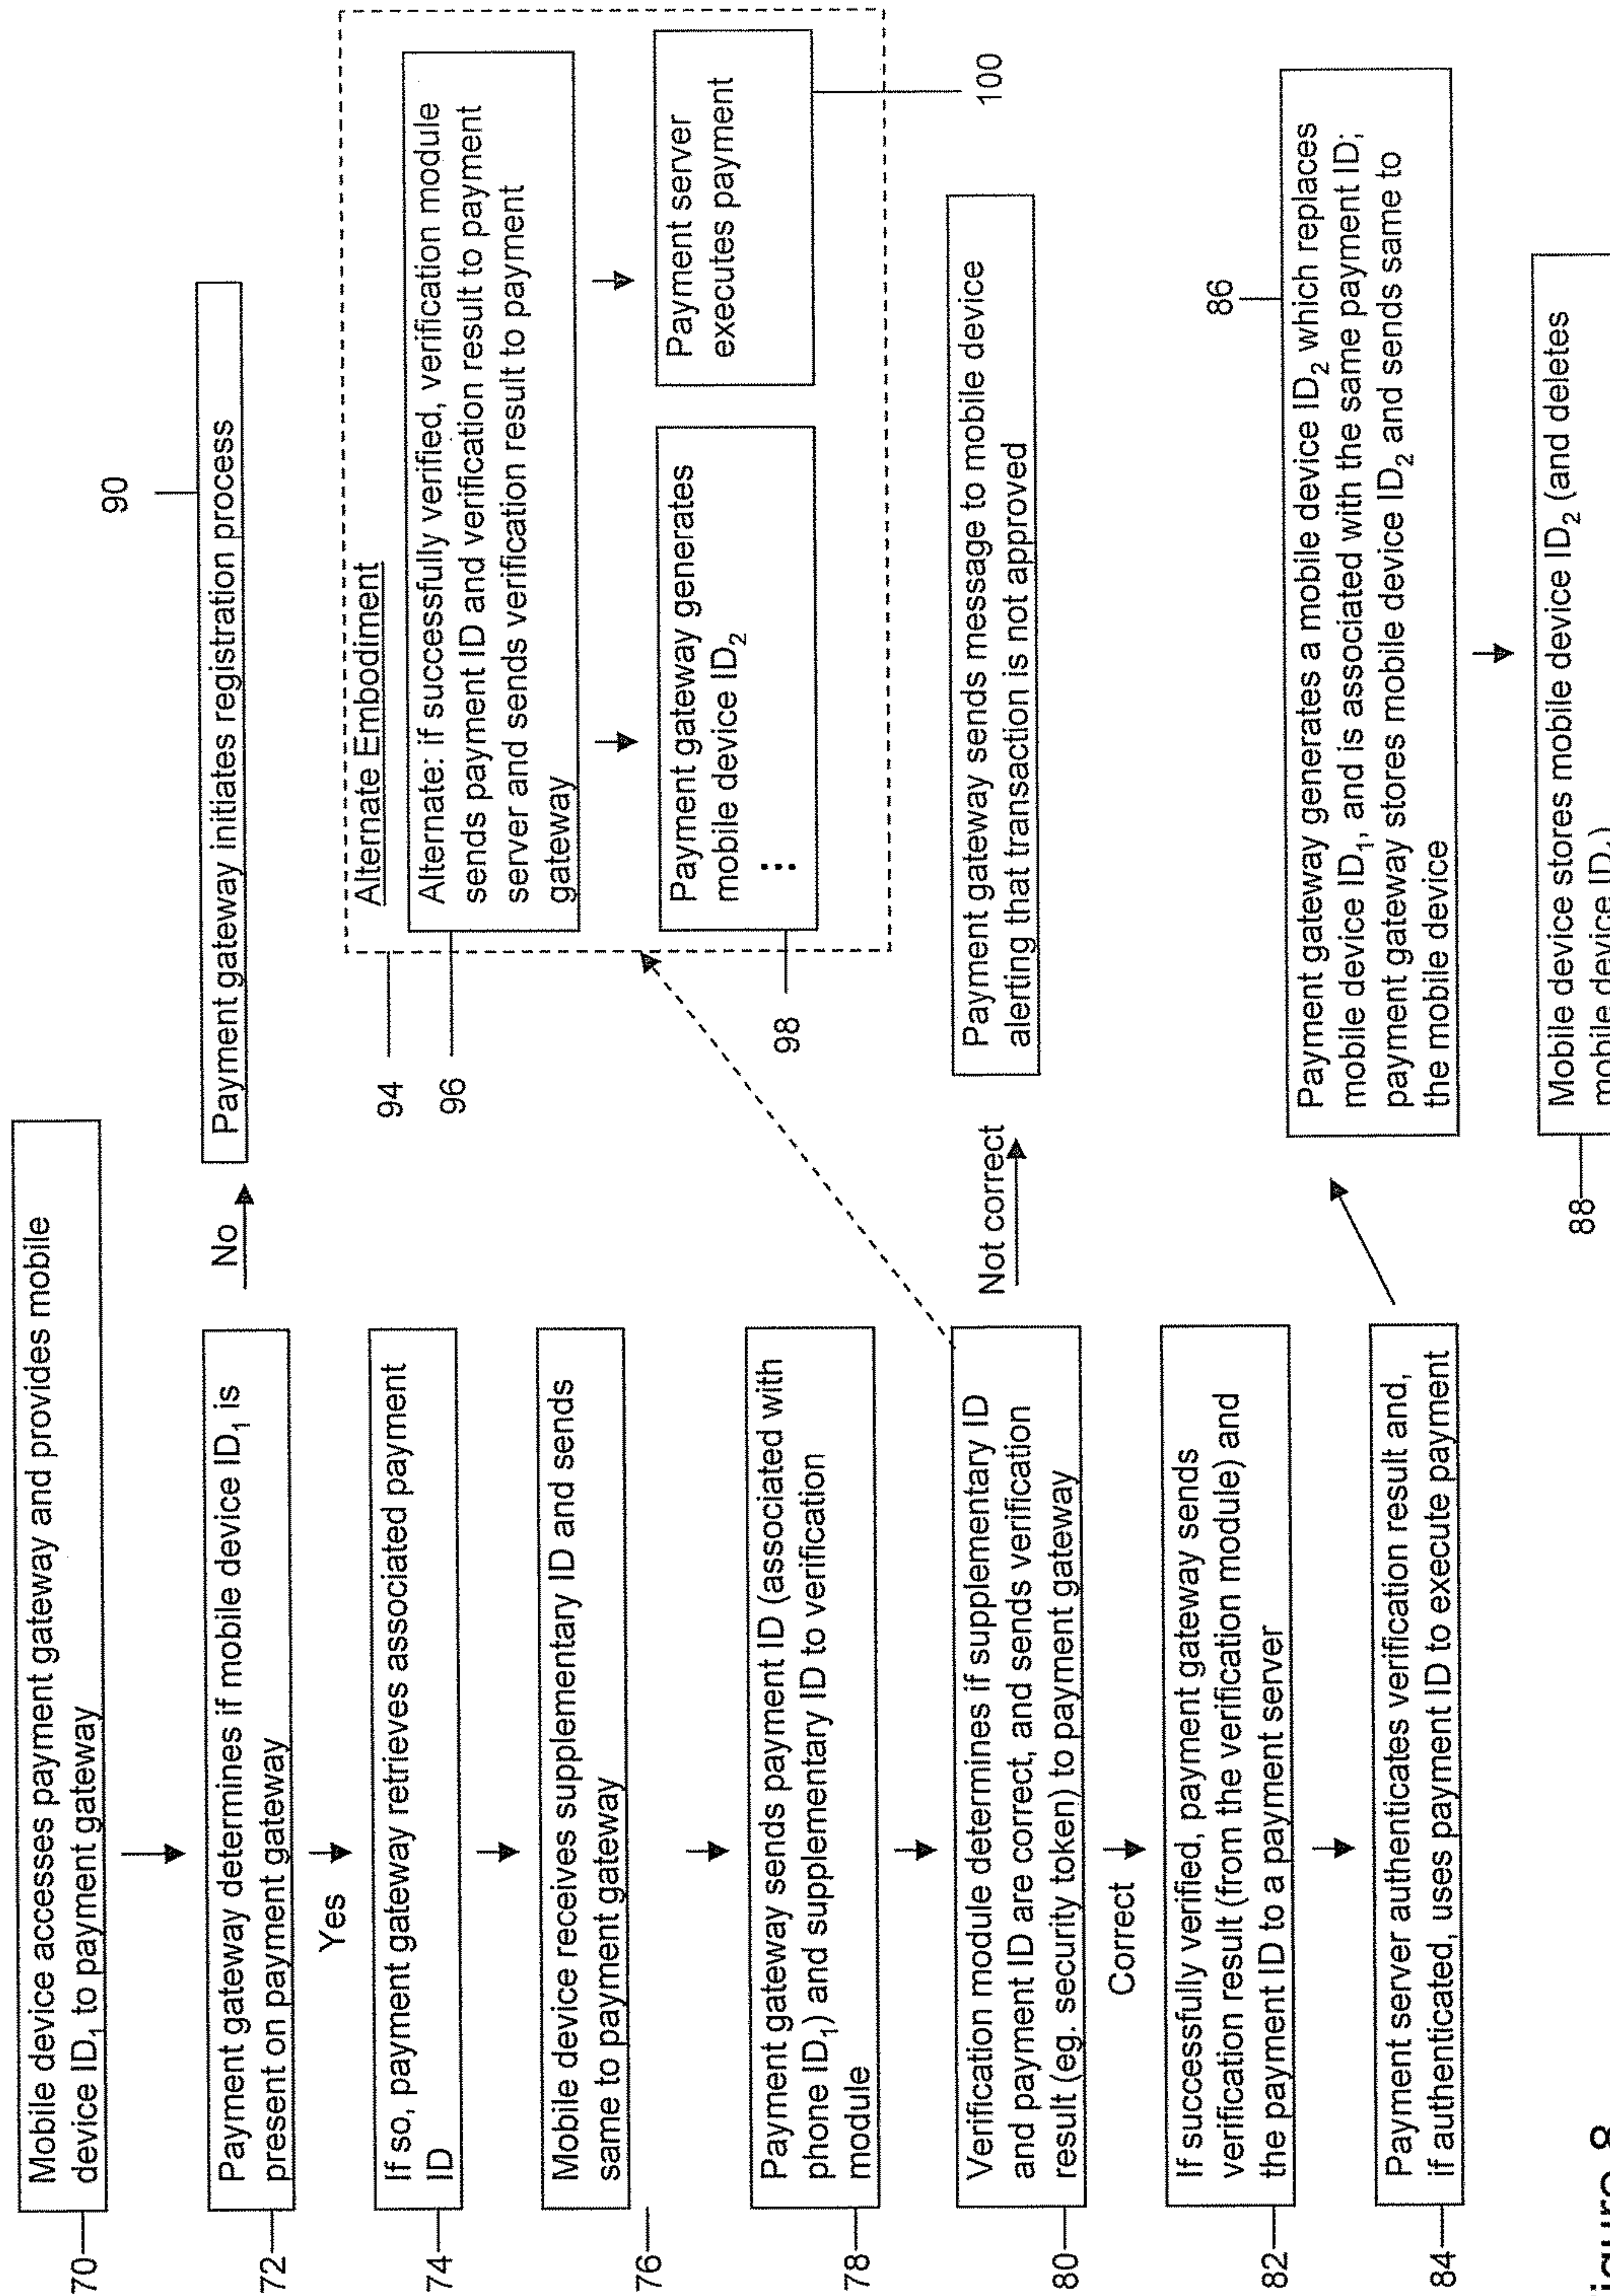 70
Mobile device accesses payment gateway and provides mobile
device ID₁ to payment gateway
72
Payment gateway determines if mobile device ID₁ is
present on payment gateway
No
90
Payment gateway initiates registration process
Yes
74
If so, payment gateway retrieves associated payment
ID
76
Mobile device receives supplementary ID and sends
same to payment gateway
78
Payment gateway sends payment ID (associated with
phone ID₁) and supplementary ID to verification
module
80
Verification module determines if supplementary ID
and payment ID are correct, and sends verification
result (eg. security token) to payment gateway
94
Alternate Embodiment
96
Alternate: if successfully verified, verification module
sends payment ID and verification result to payment
server and sends verification result to payment
gateway
98
Payment gateway generates
mobile device ID₂
⋮
Payment server
executes payment
100
Not correct
Payment gateway sends message to mobile device
alerting that transaction is not approved
Correct
82
If successfully verified, payment gateway sends
verification result (from the verification module) and
the payment ID to a payment server
84
Payment server authenticates verification result and,
if authenticated, uses payment ID to execute payment
86
Payment gateway generates a mobile device ID₂ which replaces
mobile device ID₁, and is associated with the same payment ID;
payment gateway stores mobile device ID₂ and sends same to
the mobile device
88
Mobile device stores mobile device ID₂ (and deletes
mobile device ID₁)
igure 8